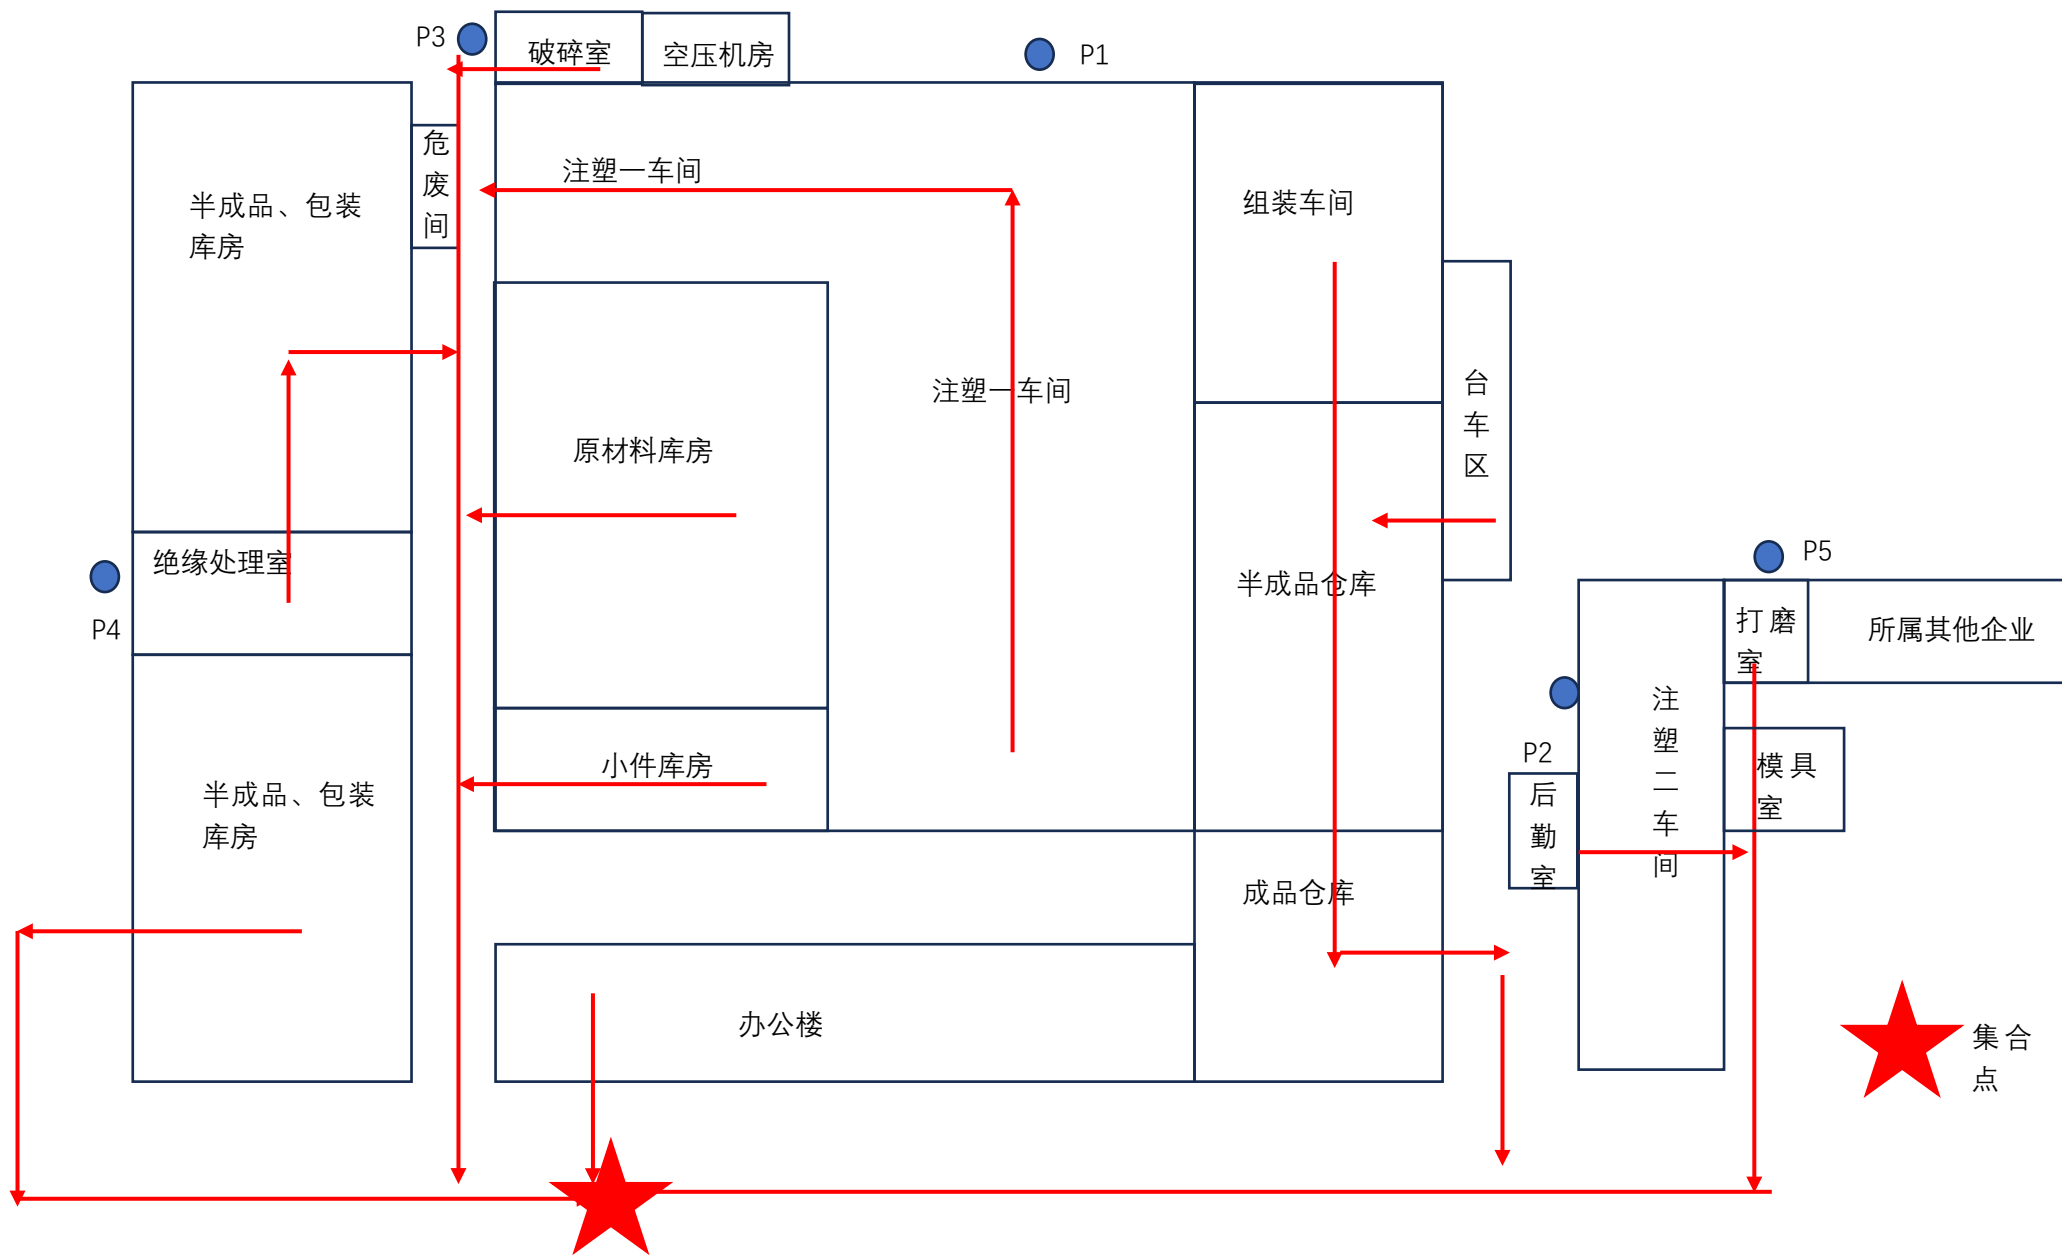 P3
破碎室
空压机房
P1
危
废
间
半成品、包装
库房
注塑一车间
组装车间
注塑一车间
台
车
区
原材料库房
绝缘处理室
P4
半成品仓库
P5
打磨
室
所属其他企业
注
塑
二
车
间
P2
后
勤
室
模具
室
小件库房
半成品、包装
库房
成品仓库
办公楼
集合
点